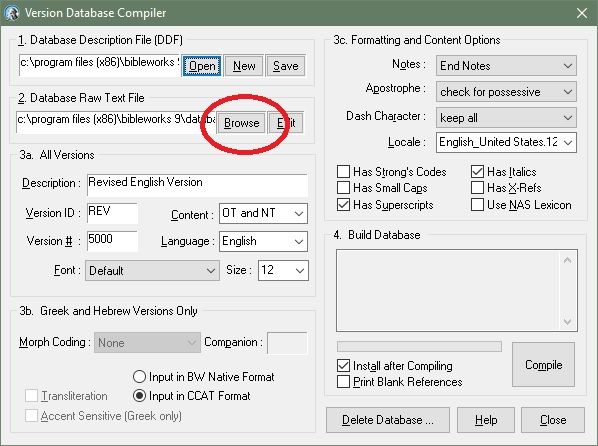 Version Database Compiler
1. Database Description File (DDF)
c:\program files (x86)\bibleworks 9
Open
New
Save
2. Database Raw Text File
c:\program files (x86)\bibleworks 9\databa
Browse
Edit
3a. All Versions
Description : Revised English Version
Version ID : REV
Content : OT and NT
Version # : 5000
Language : English
Font : Default
Size : 12
3b. Greek and Hebrew Versions Only
Morph Coding : None
Companion :
Input in BW Native Format
Transliteration
Input in CCAT Format
Accent Sensitive (Greek only)
3c. Formatting and Content Options
Notes : End Notes
Apostrophe : check for possessive
Dash Character : keep all
Locale : English_United States.12
Has Strong's Codes
Has Italics
Has Small Caps
Has X-Refs
Has Superscripts
Use NAS Lexicon
4. Build Database
Install after Compiling
Print Blank References
Compile
Delete Database ...
Help
Close